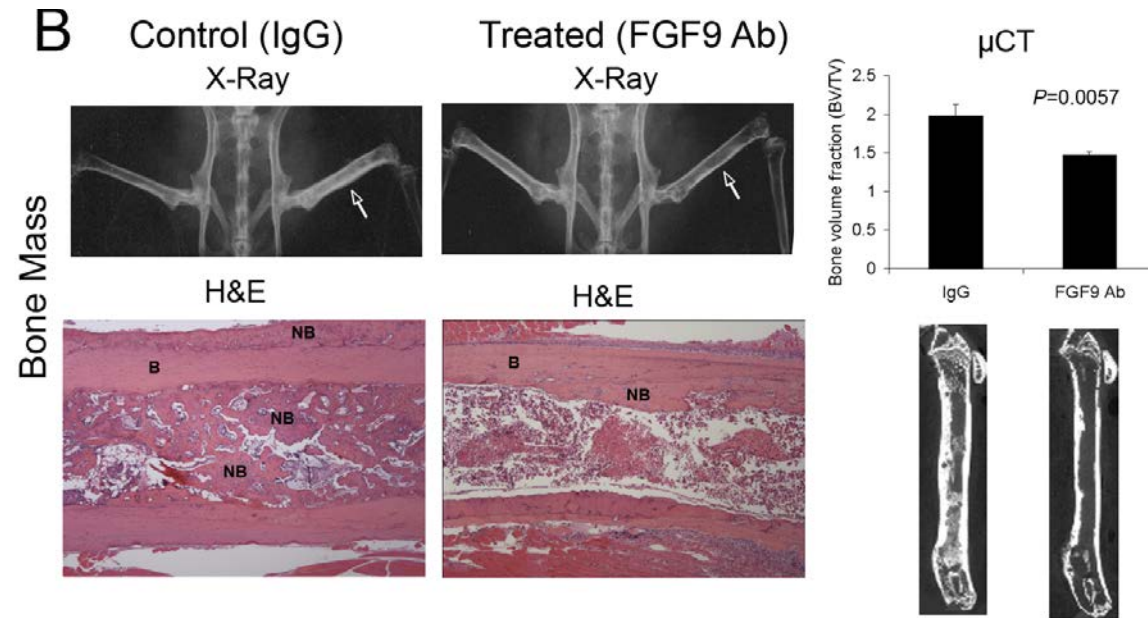 B
Control (IgG)
X-Ray
Treated (FGF9 Ab)
X-Ray
Bone Mass
H&E
NB
B
NB
NB
H&E
B
NB
µCT
Bone volume fraction (BV/TV)
2.5
2
1.5
1
0.5
0
P=0.0057
IgG
FGF9 Ab